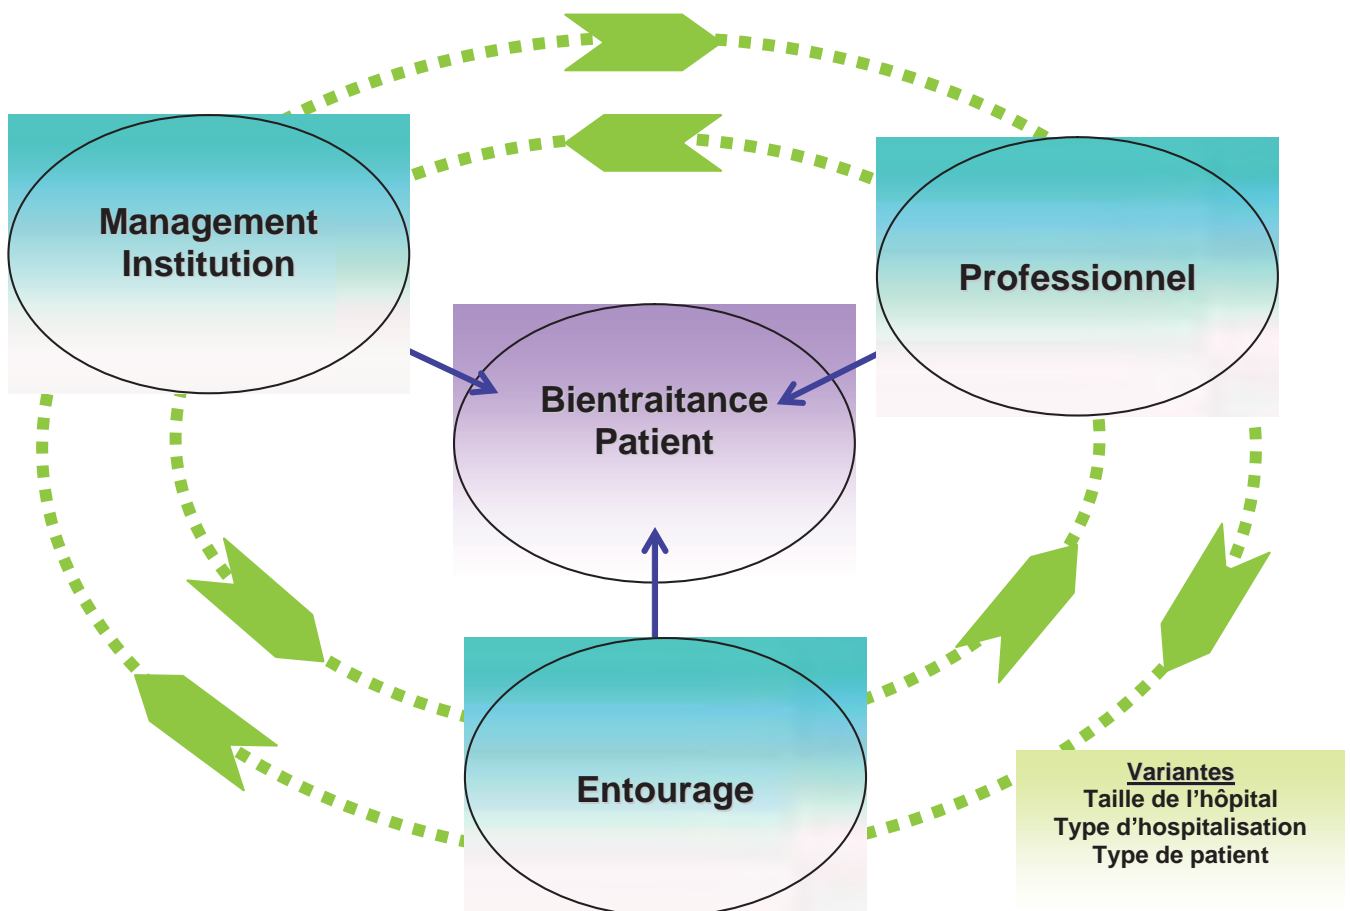 Management
Institution
Professionnel
Bientraitance
Patient
Entourage
Variantes
Taille de l’hôpital
Type d’hospitalisation
Type de patient